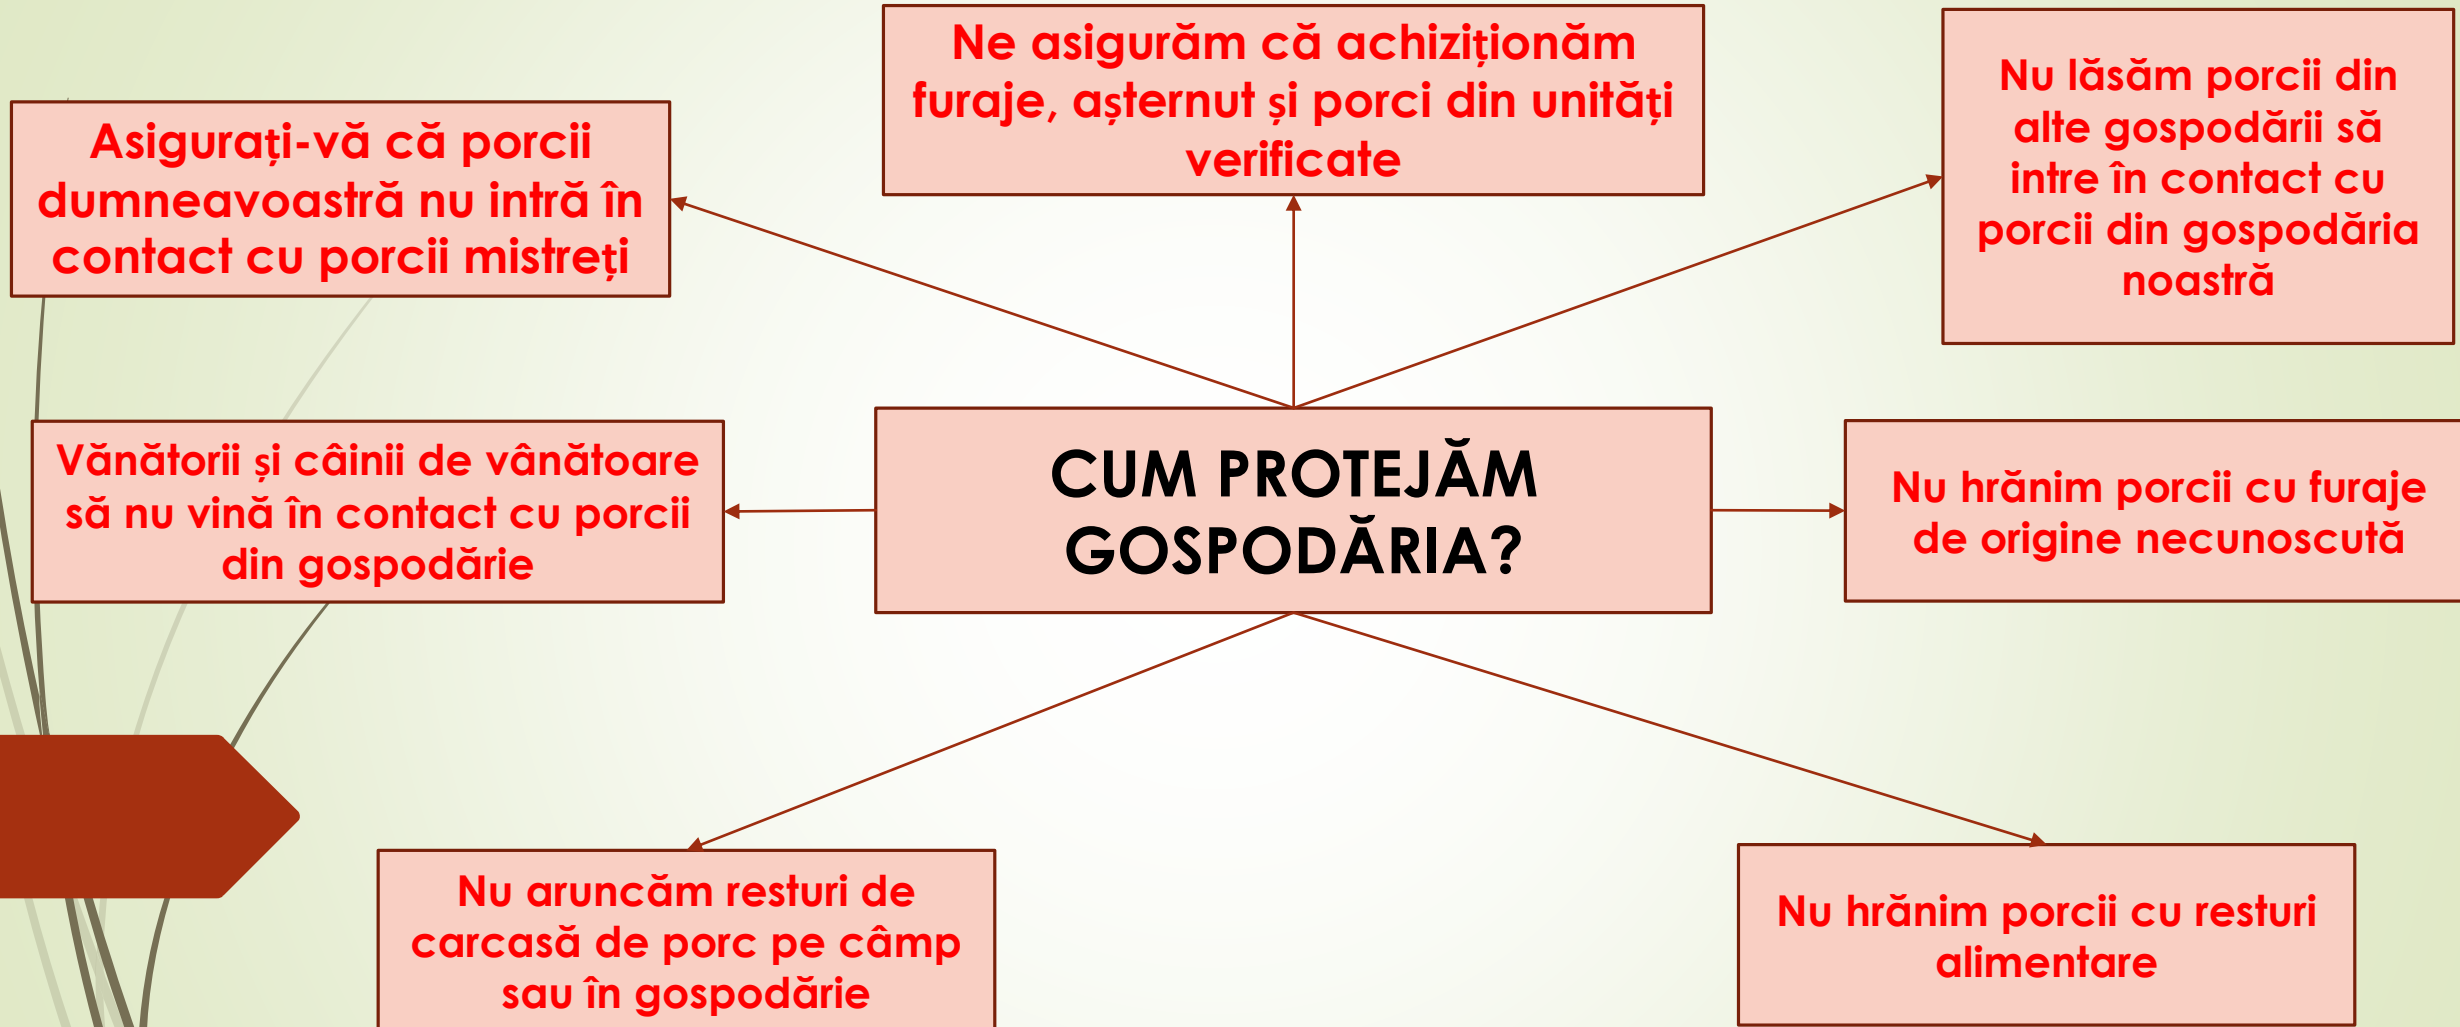 Ne asigurăm că achiziționăm
furaje, așternut și porci din unități
verificate
Nu lăsăm porcii din
alte gospodării să
intre în contact cu
porcii din gospodăria
noastră
Asigurați-vă că porcii
dumneavoastră nu intră în
contact cu porcii mistreți
Vănătorii și câinii de vânătoare
să nu vină în contact cu porcii
din gospodărie
CUM PROTEJĂM
GOSPODĂRIA?
Nu hrănim porcii cu furaje
de origine necunoscută
Nu aruncăm resturi de
carcasă de porc pe câmp
sau în gospodărie
Nu hrănim porcii cu resturi
alimentare